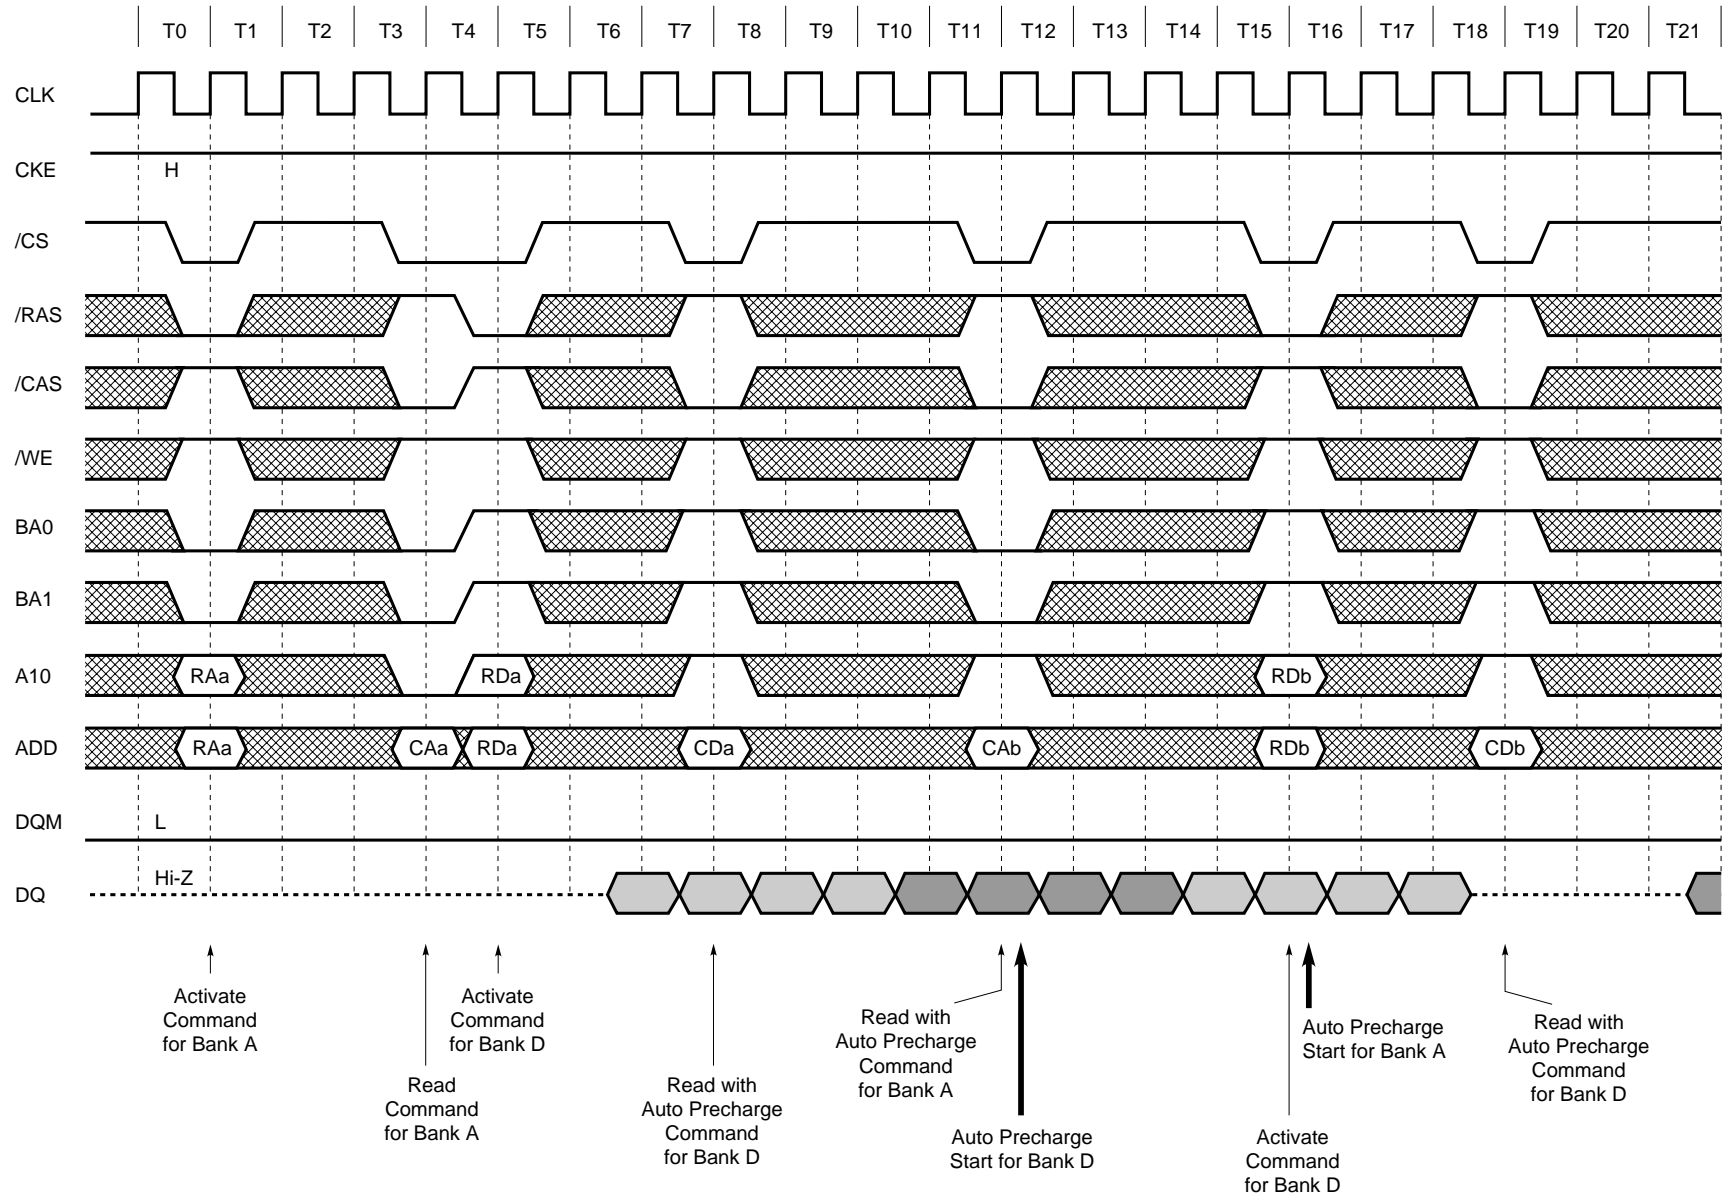 T0 T1 T2 T3 T4 T5 T6 T7 T8 T9 T10 T11 T12 T13 T14 T15 T16 T17 T18 T19 T20 T21
CLK
CKE H
/CS
/RAS
/CAS
/WE
BA0
BA1
A10 RAa RDa RDb
ADD RAa CAa RDa CDa CAb RDb CDb
DQM L
DQ Hi-Z
Activate
Command
for Bank A
Read
Command
for Bank A
Activate
Command
for Bank D
Read with
Auto Precharge
Command
for Bank D
Read with
Auto Precharge
Command
for Bank A
Auto Precharge
Start for Bank D
Activate
Command
for Bank D
Auto Precharge
Start for Bank A
Read with
Auto Precharge
Command
for Bank D